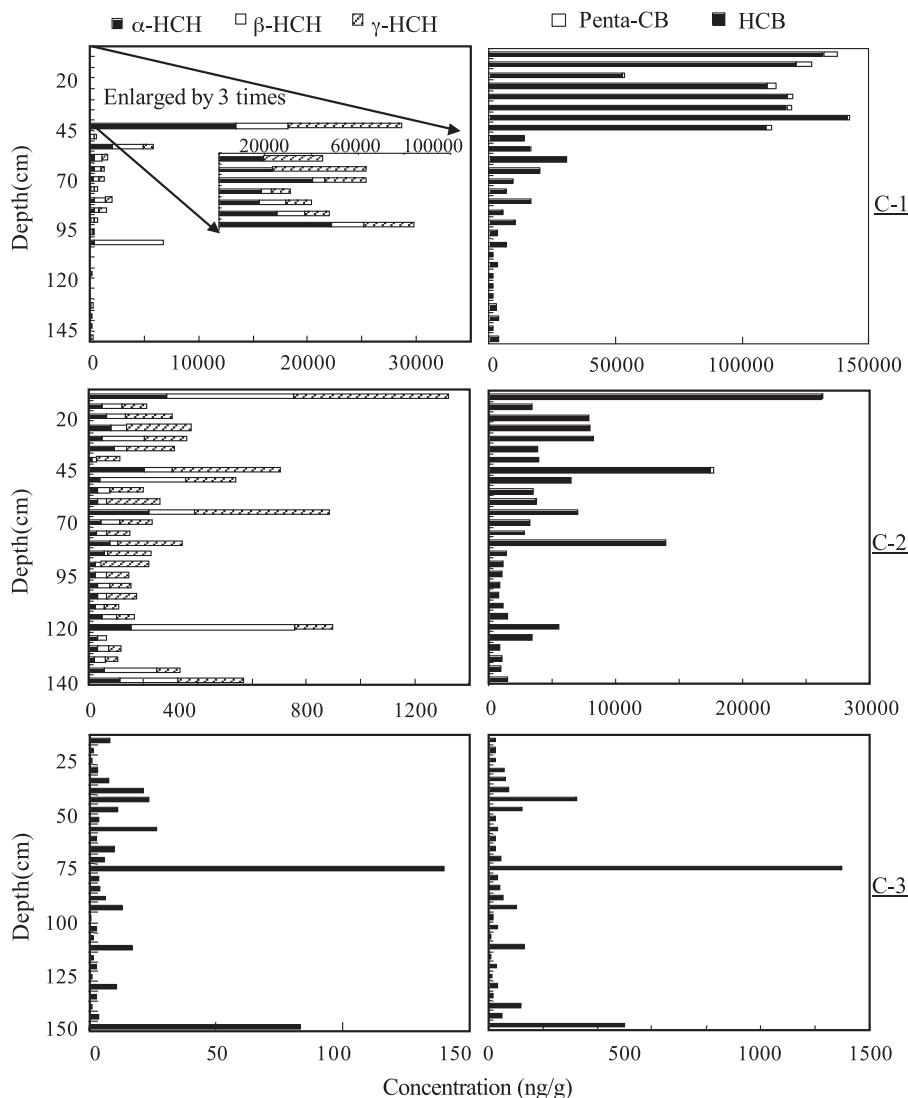 α-HCH β-HCH γ-HCH
Penta-CB HCB
Depth(cm)
20
45
70
95
120
145
Enlarged by 3 times
20000 60000 100000
0 10000 20000 30000
0 50000 100000 150000
C-1
Depth(cm)
20
45
70
95
120
140
0 400 800 1200
0 10000 20000 30000
C-2
Depth(cm)
25
50
75
100
125
150
0 50 100 150
0 500 1000 1500
C-3
Concentration (ng/g)